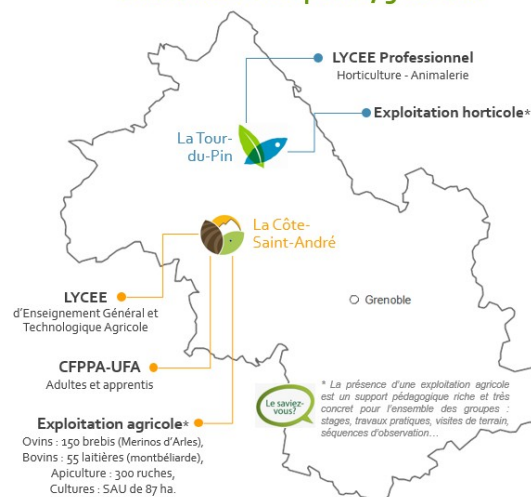 LYCEE Professionnel
Horticulture - Animalerie
Exploitation horticole*
La Tour-
du-Pin
La Côte-
Saint-André
LYCEE
d'Enseignement Général et
Technologique Agricole
Grenoble
CFPPA-UFA
Adultes et apprentis
Le saviez-
vous?
* La présence d'une exploitation agricole
est un support pédagogique riche et très
concret pour l'ensemble des groupes :
stages, travaux pratiques, visites de terrain,
séquences d'observation...
Exploitation agricole*
Ovins : 150 brebis (Merinos d'Arles),
Bovins : 55 laitières (montbéliarde),
Apiculture : 300 ruches,
Cultures : SAU de 87 ha.